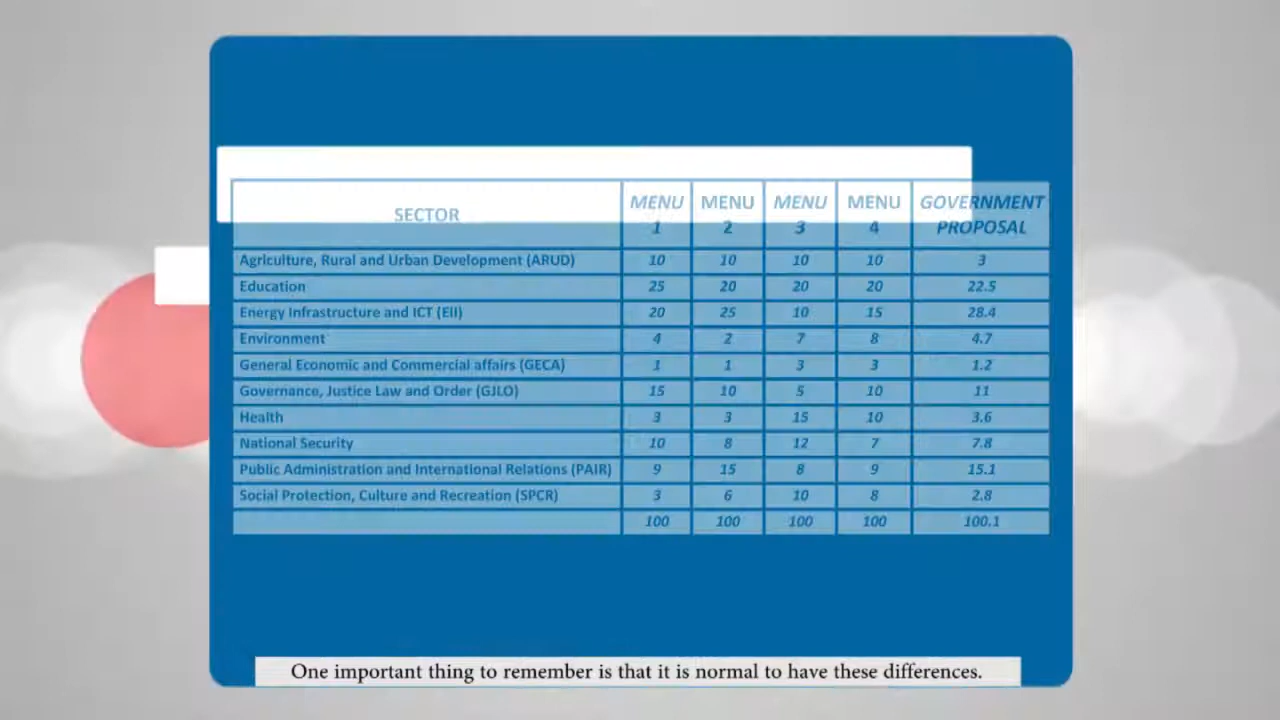 SECTOR MENU 1 MENU 2 MENU 3 MENU 4 GOVERNMENT PROPOSAL
Agriculture, Rural and Urban Development (ARUD) 10 10 10 10 3
Education 25 20 20 20 22.5
Energy Infrastructure and ICT (EII) 20 25 10 15 28.4
Environment 4 2 7 8 4.7
General Economic and Commercial affairs (GECA) 1 1 3 3 1.2
Governance, Justice Law and Order (GJLO) 15 10 5 10 11
Health 3 3 15 10 3.6
National Security 10 8 12 7 7.8
Public Administration and International Relations (PAIR) 9 15 8 9 15.1
Social Protection, Culture and Recreation (SPCR) 3 6 10 8 2.8
100 100 100 100 100.1
One important thing to remember is that it is normal to have these differences.